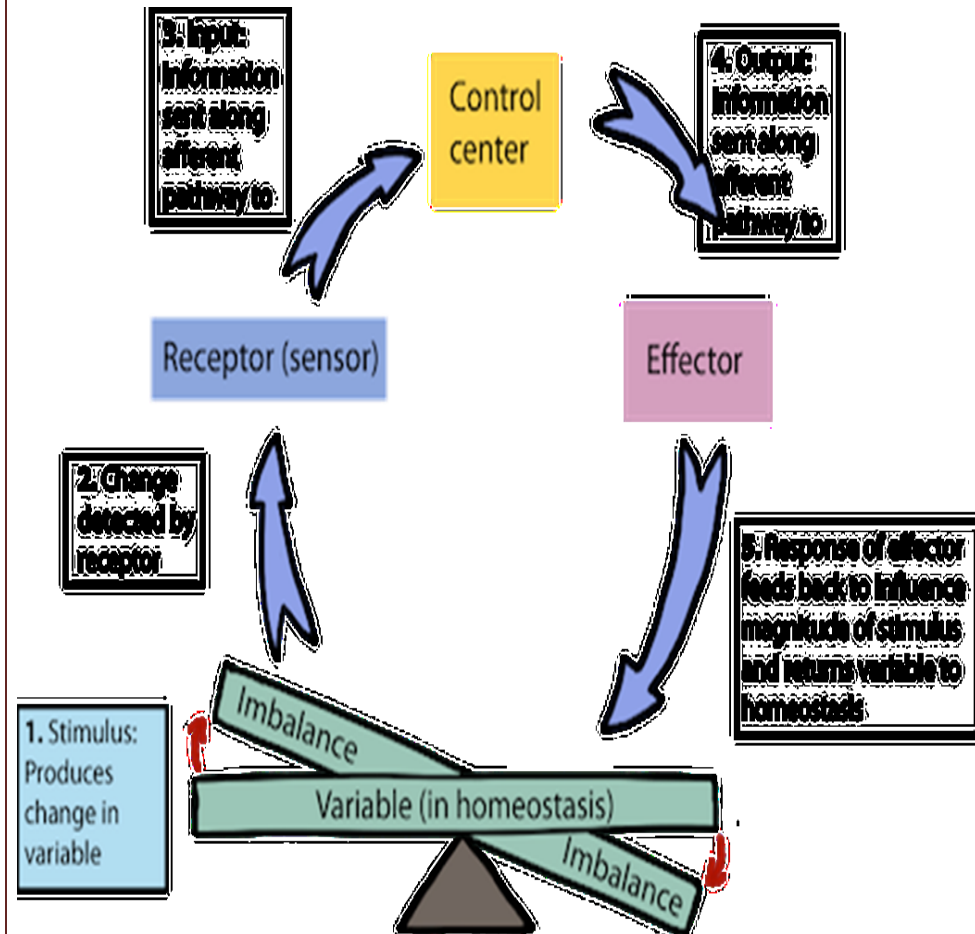 3. Input:
Information
sent along
afferent
pathway to
Control
center
4. Output:
Information
sent along
efferent
pathway to
Receptor (sensor)
Effector
2. Change
detected by
receptor
5. Response of effector
feeds back to influence
magnitude of stimulus
and returns variable to
homeostasis
1. Stimulus:
Produces
change in
variable
Imbalance
Variable (in homeostasis)
Imbalance